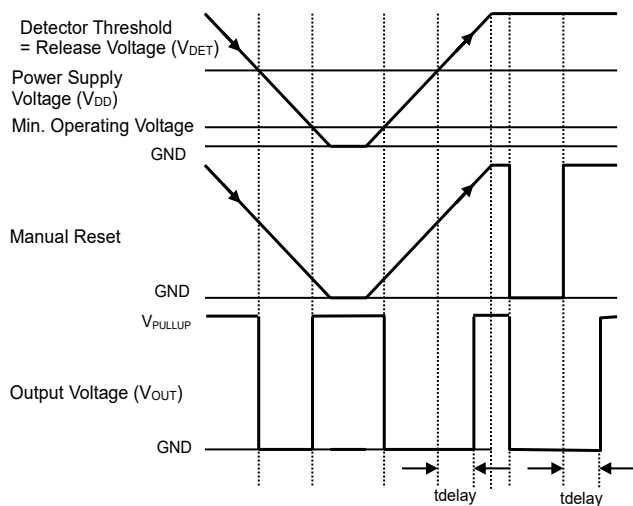 Detector Threshold
= Release Voltage (VDET)
Power Supply
Voltage (VDD)
Min. Operating Voltage
GND
Manual Reset
GND
VPULLUP
Output Voltage (VOUT)
GND
tdelay
tdelay